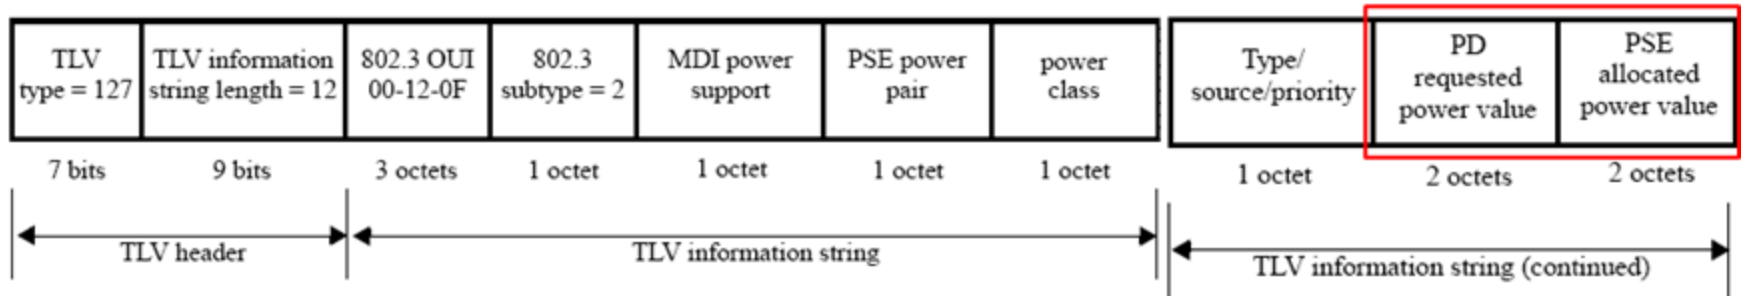 TLV
type = 127
TLV information
string length = 12
802.3 OUI
00-12-0F
802.3
subtype = 2
MDI power
support
PSE power
pair
power
class
Type/
source/priority
PD
requested
power value
PSE
allocated
power value
7 bits
9 bits
3 octets
1 octet
1 octet
1 octet
1 octet
1 octet
2 octets
2 octets
TLV header
TLV information string
TLV information string (continued)